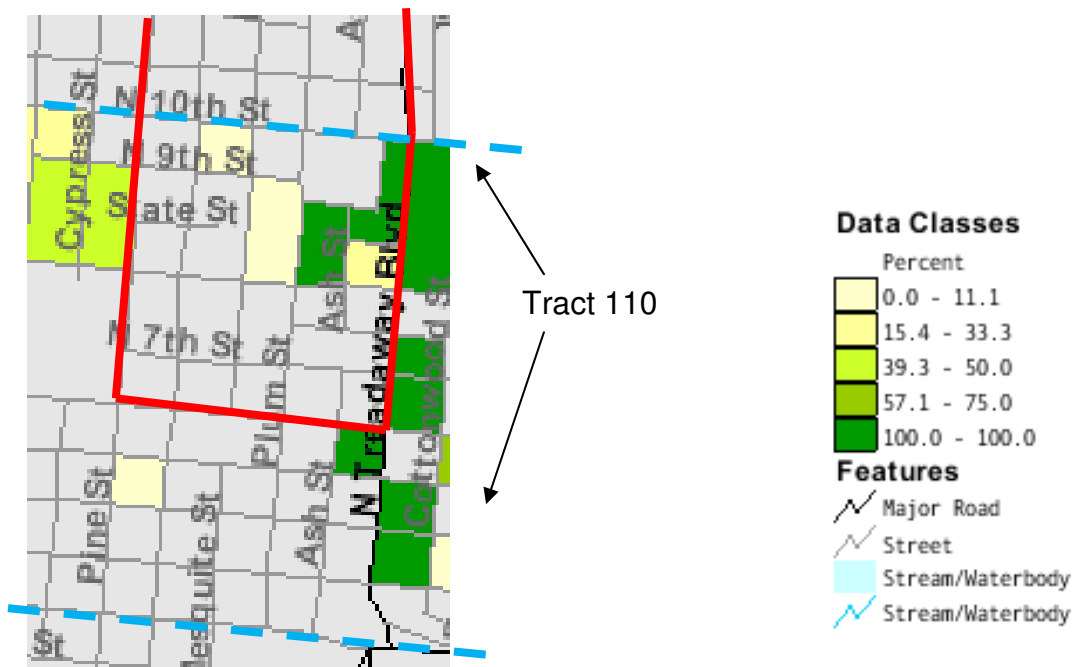 A
N 10th St
N 9th St
Cypress St
State St
Ash St
N Treadaway Blvd
Cottonwood St
N 7th St
Plum St
Pine St
Mesquite St
Ash St
St
Tract 110
Data Classes
Percent
0.0 - 11.1
15.4 - 33.3
39.3 - 50.0
57.1 - 75.0
100.0 - 100.0
Features
Major Road
Street
Stream/Waterbody
Stream/Waterbody